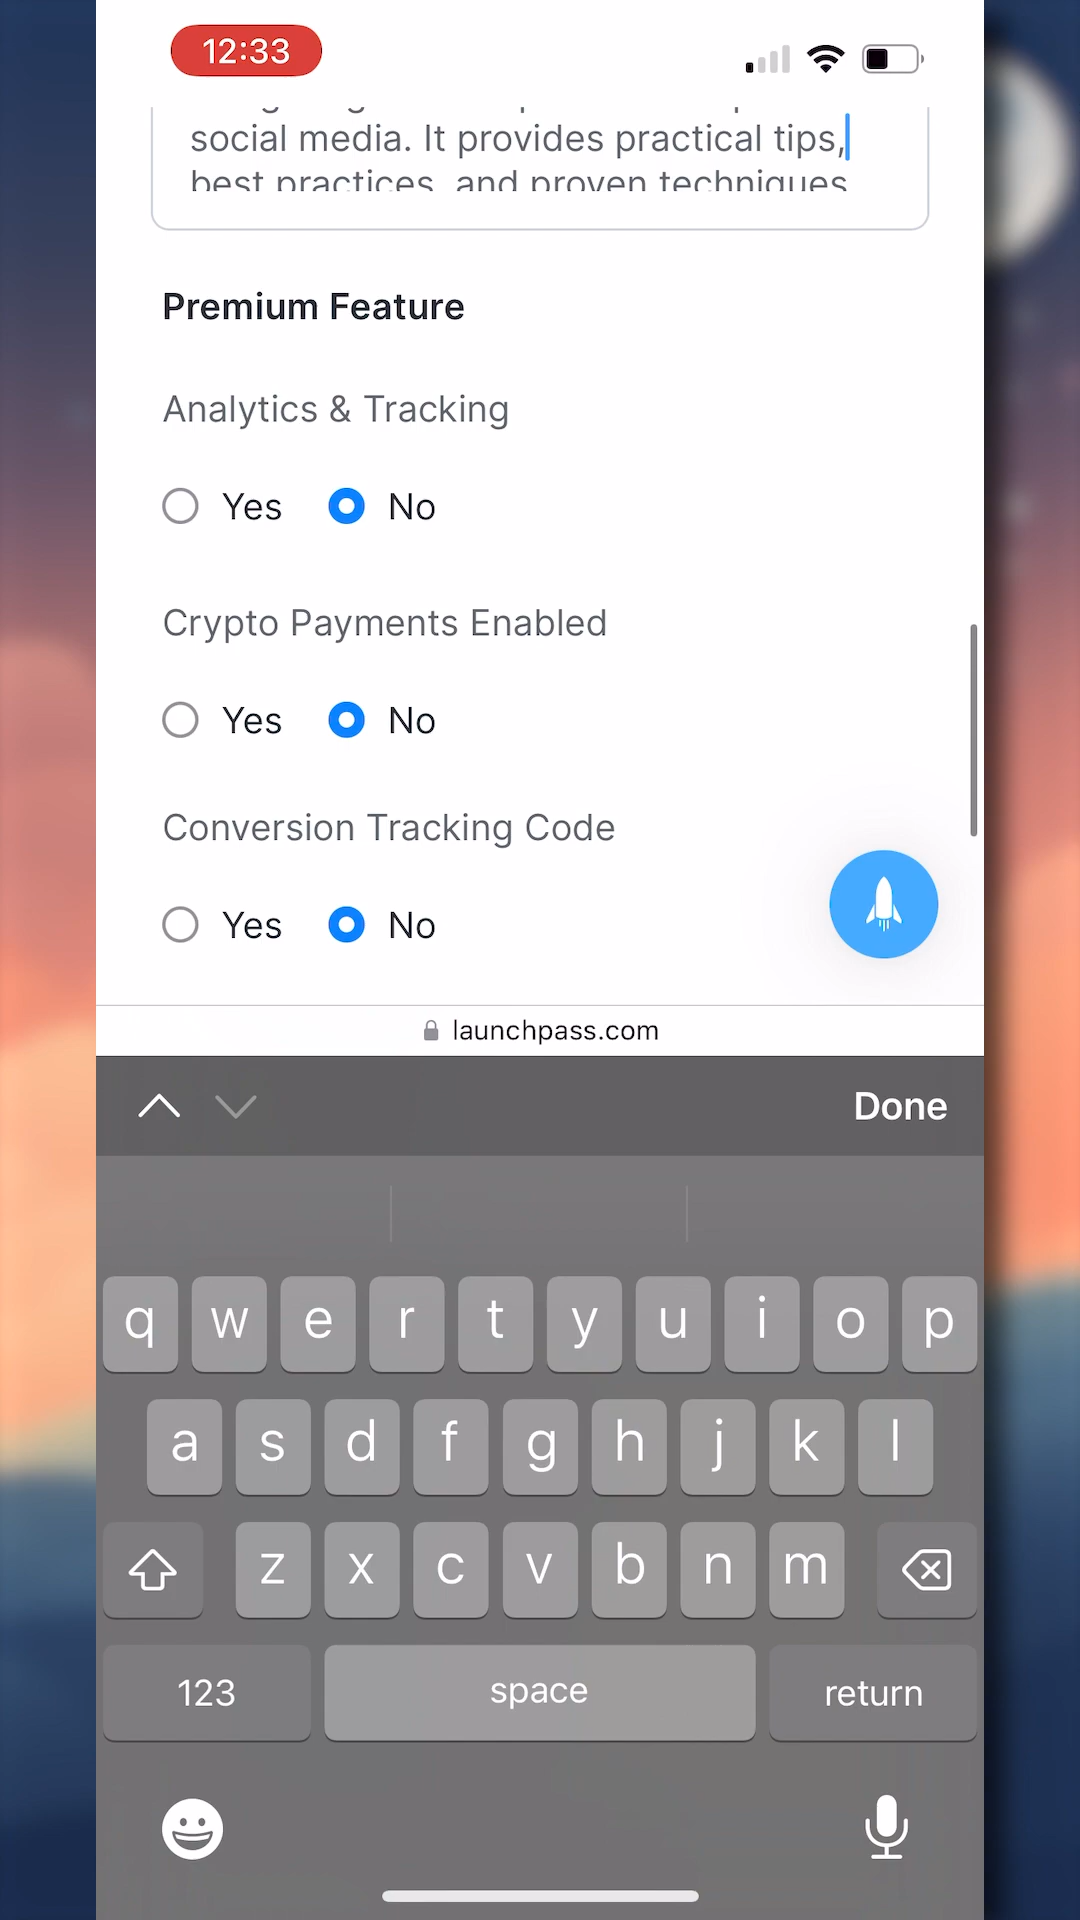 12:33
social media. It provides practical tips,
best practices, and proven techniques
Premium Feature
Analytics & Tracking
Yes No
Crypto Payments Enabled
Yes No
Conversion Tracking Code
Yes No
launchpass.com
Done
q w e r t y u i o p
a s d f g h j k l
z x c v b n m
123 space return